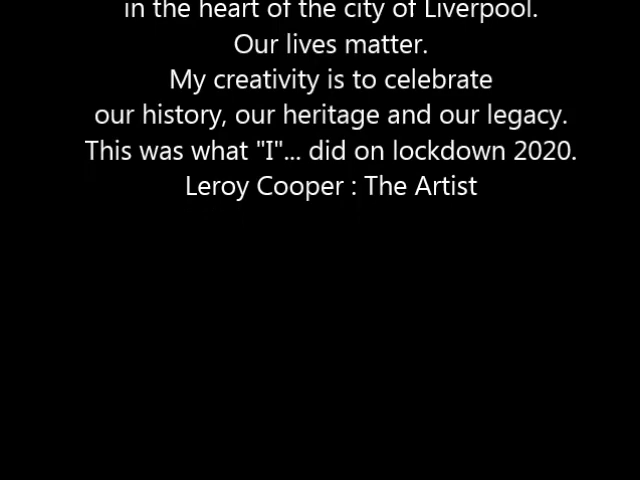 in the heart of the city of Liverpool.
Our lives matter.
My creativity is to celebrate
our history, our heritage and our legacy.
This was what "I"... did on lockdown 2020.
Leroy Cooper : The Artist